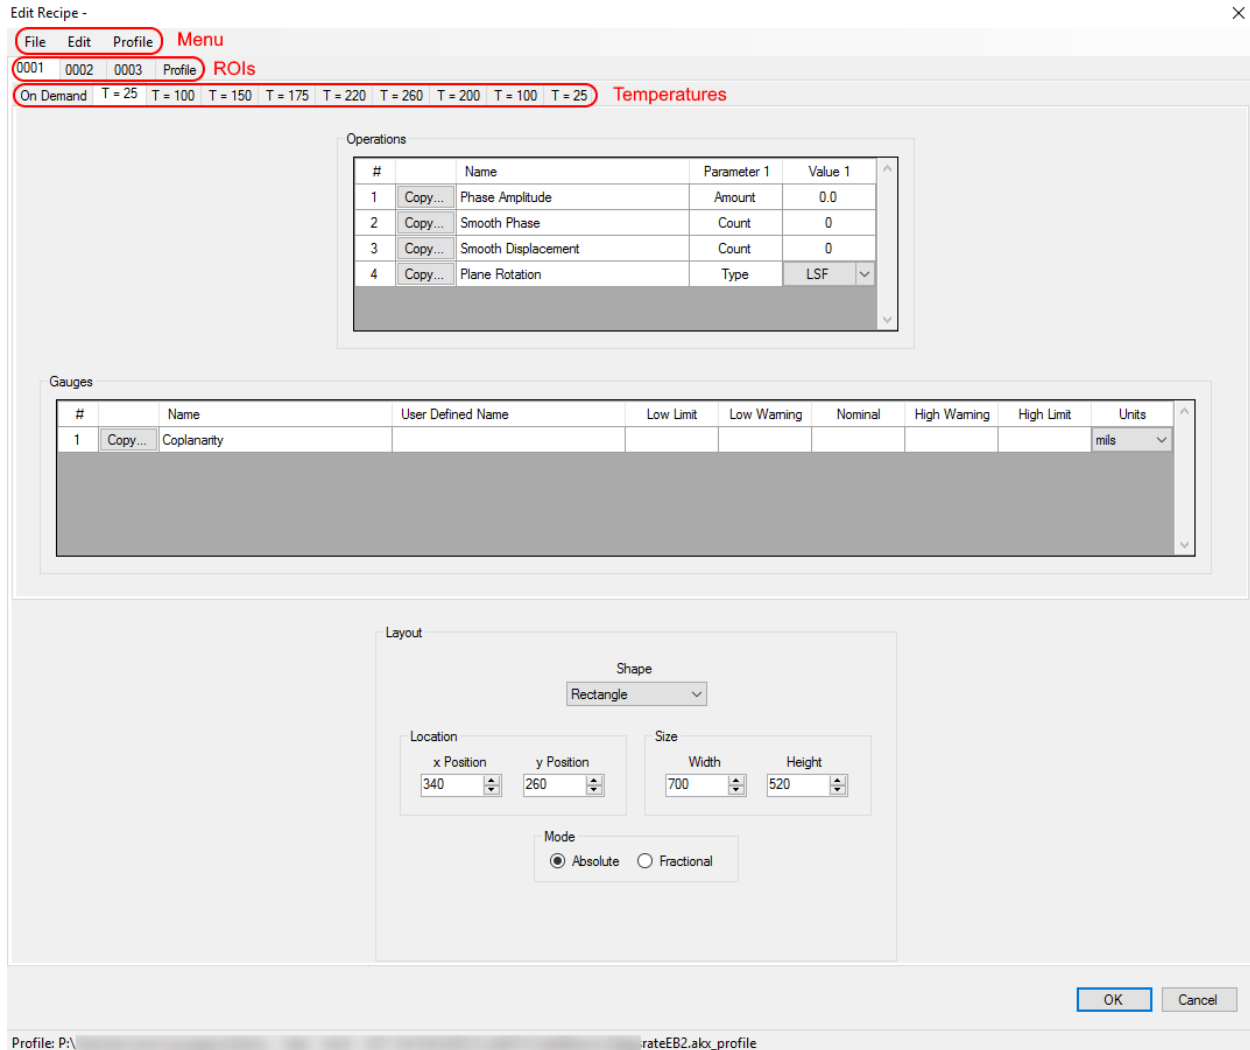 Edit Recipe -
File Edit Profile Menu
0001 0002 0003 Profile ROIs
On Demand T = 25 T = 100 T = 150 T = 175 T = 220 T = 260 T = 200 T = 100 T = 25 Temperatures
Operations
# Name Parameter 1 Value 1
1 Copy... Phase Amplitude Amount 0.0
2 Copy... Smooth Phase Count 0
3 Copy... Smooth Displacement Count 0
4 Copy... Plane Rotation Type LSF
Gauges
# Name User Defined Name Low Limit Low Warning Nominal High Warning High Limit Units
1 Copy... Coplanarity mils
Layout
Shape
Rectangle
Location Size
x Position y Position Width Height
340 260 700 520
Mode
Absolute Fractional
OK Cancel
Profile: P:\ srateEB2.akx_profile